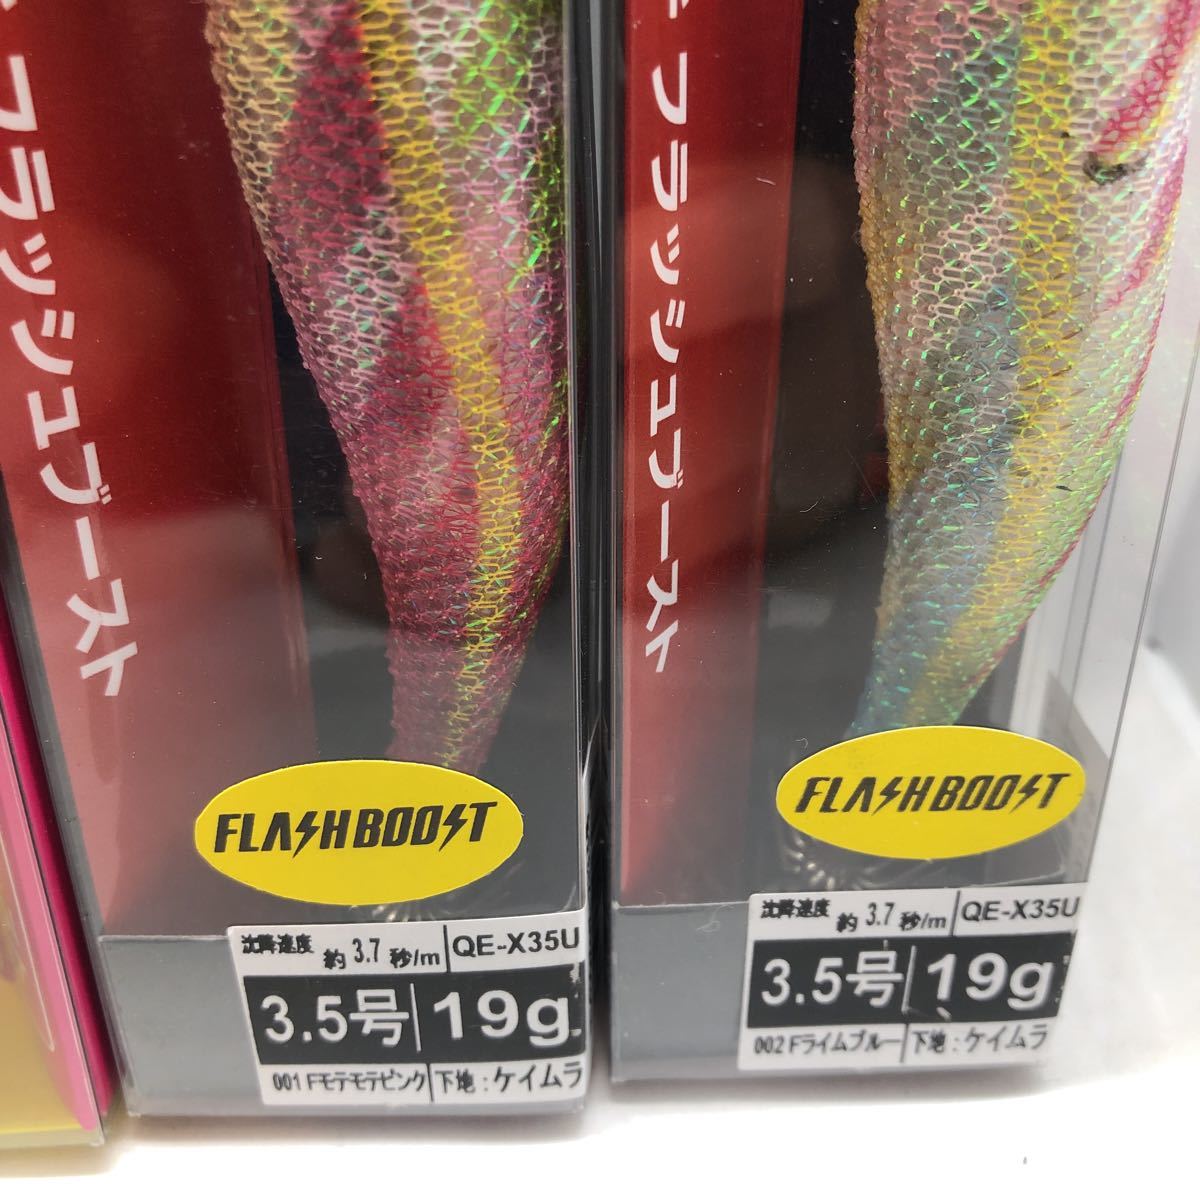 フラッシュブースト
FLASHBOOST
沈降速度 約 3.7 秒/m QE-X35U
3.5号 19g
001 Fモテモテピンク 下地:ケイムラ
フラッシュブースト
FLASHBOOST
沈降速度 約 3.7 秒/m QE-X35U
3.5号 19g
002 Fライムブルー 下地:ケイムラ